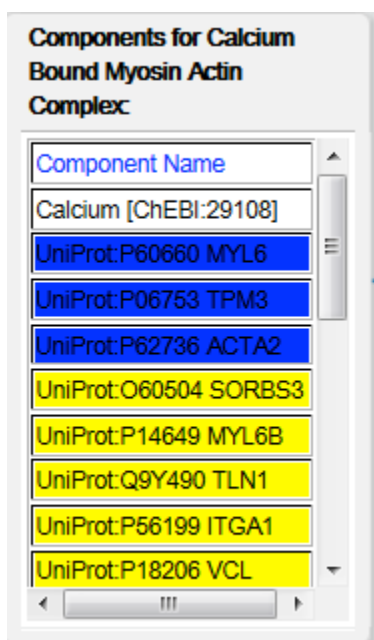 Components for Calcium
Bound Myosin Actin
Complex:
Component Name
Calcium [ChEBI:29108]
UniProt:P60660 MYL6
UniProt:P06753 TPM3
UniProt:P62736 ACTA2
UniProt:O60504 SORBS3
UniProt:P14649 MYL6B
UniProt:Q9Y490 TLN1
UniProt:P56199 ITGA1
UniProt:P18206 VCL